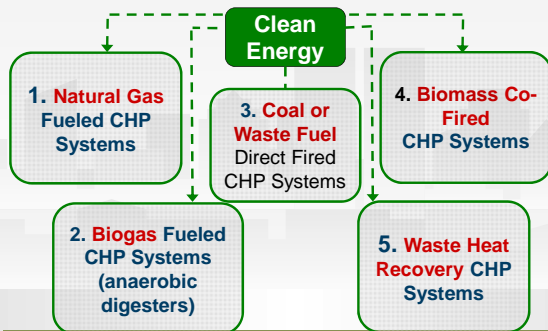 Clean
Energy
1. Natural Gas
Fueled CHP
Systems
2. Biogas Fueled
CHP Systems
(anaerobic
digesters)
3. Coal or
Waste Fuel
Direct Fired
CHP Systems
4. Biomass Co-
Fired
CHP Systems
5. Waste Heat
Recovery CHP
Systems